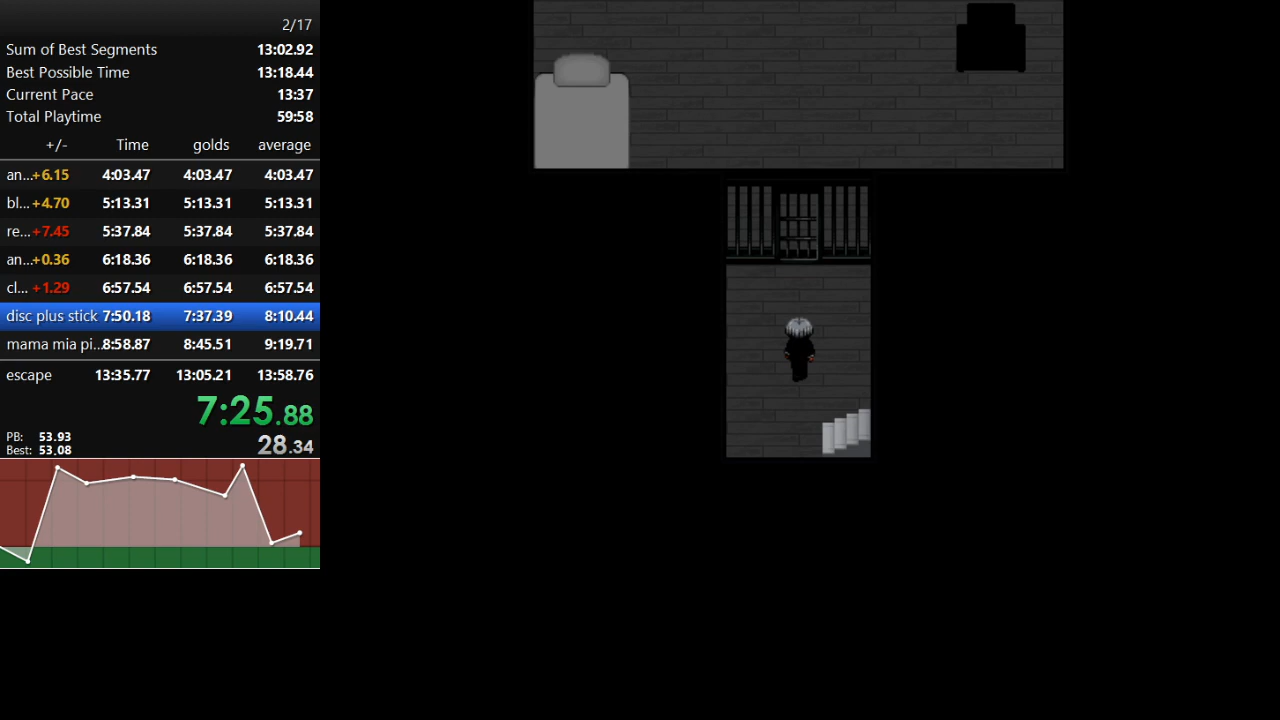 2/17
Sum of Best Segments 13:02.92
Best Possible Time 13:18.44
Current Pace 13:37
Total Playtime 59:58
+/- Time golds average
an...+6.15 4:03.47 4:03.47 4:03.47
bl...+4.70 5:13.31 5:13.31 5:13.31
re...+7.45 5:37.84 5:37.84 5:37.84
an...+0.36 6:18.36 6:18.36 6:18.36
cl... +1.29 6:57.54 6:57.54 6:57.54
disc plus stick 7:50.18 7:37.39 8:10.44
mama mia pi...8:58.87 8:45.51 9:19.71
escape 13:35.77 13:05.21 13:58.76
7:25.88
PB: 53.93
Best: 53.08 28.34